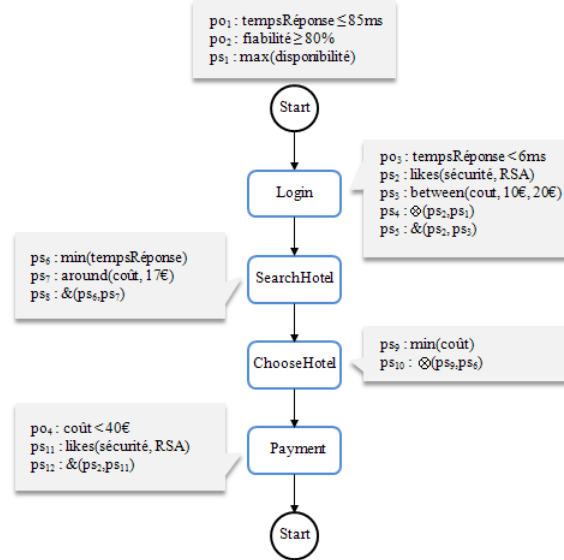 po₁ : tempsRéponse≤85ms
po₂ : fiabilité≥80%
ps₁ : max(disponibilité)
Start
po₃ : tempsRéponse<6ms
ps₂ : likes(sécurité, RSA)
ps₃ : between(cout, 10€, 20€)
ps₄ : ⊗(ps₂,ps₁)
ps₅ : &(ps₂, ps₃)
Login
ps₆ : min(tempsRéponse)
ps₇ : around(coût, 17€)
ps₈ : &(ps₆,ps₇)
SearchHotel
ChooseHotel
ps₉ : min(coût)
ps₁₀ : ⊗(ps₉,ps₆)
po₄ : coût<40€
ps₁₁ : likes(sécurité, RSA)
ps₁₂ : &(ps₂,ps₁₁)
Payment
Start